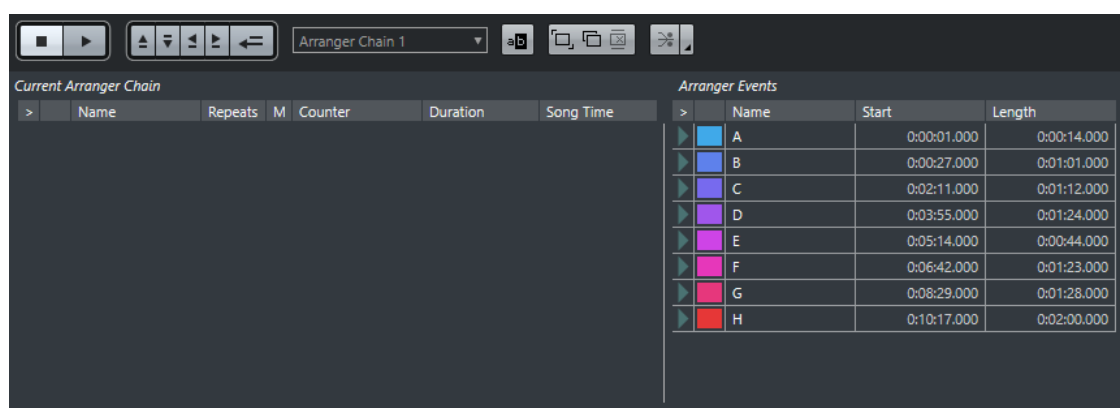 Arranger Chain 1 ab
Current Arranger Chain
> Name Repeats M Counter Duration Song Time
Arranger Events
> Name Start Length
A 0:00:01.000 0:00:14.000
B 0:00:27.000 0:01:01.000
C 0:02:11.000 0:01:12.000
D 0:03:55.000 0:01:24.000
E 0:05:14.000 0:00:44.000
F 0:06:42.000 0:01:23.000
G 0:08:29.000 0:01:28.000
H 0:10:17.000 0:02:00.000